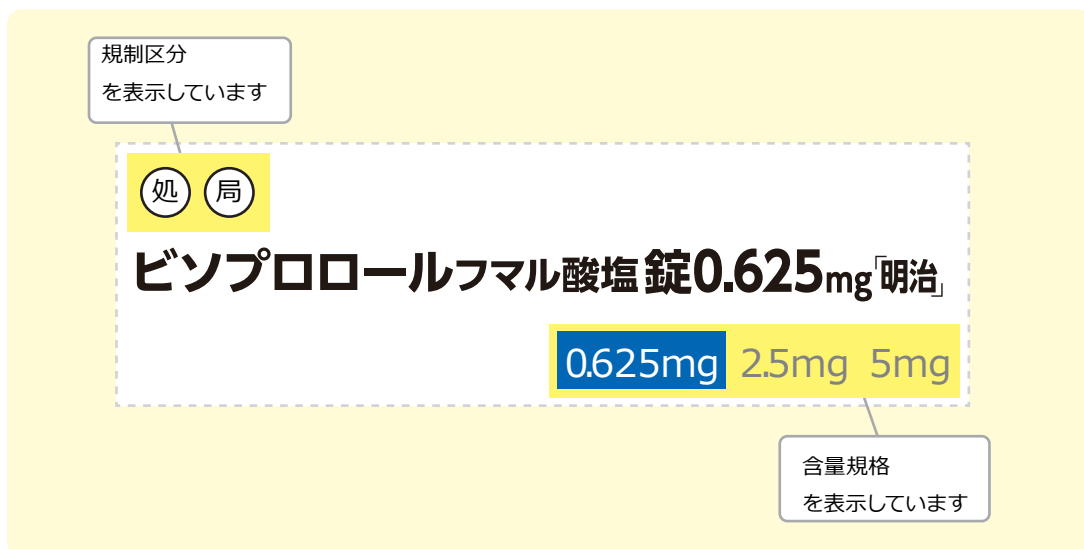 規制区分
を表示しています
処 局
ビソプロロールフマル酸塩錠0.625mg「明治」
0.625mg 2.5mg 5mg
含量規格
を表示しています